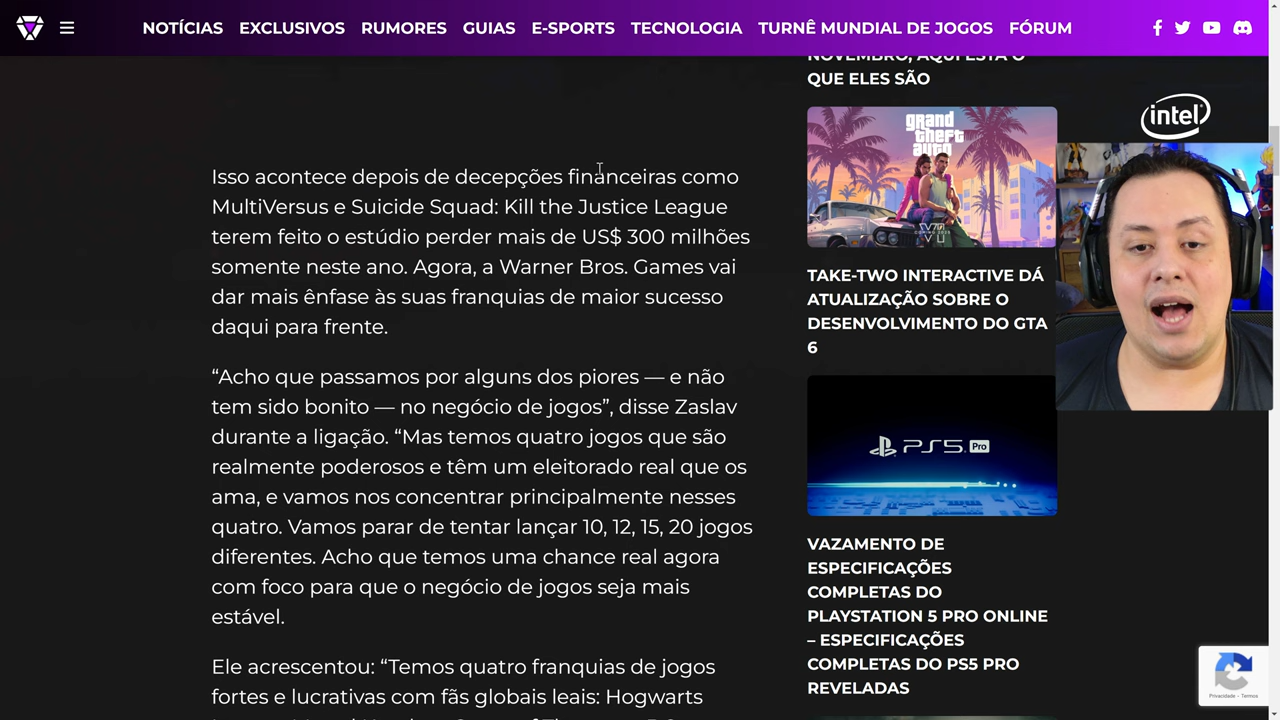 NOTÍCIAS EXCLUSIVOS RUMORES GUIAS E-SPORTS TECNOLOGIA TURNÊ MUNDIAL DE JOGOS FÓRUM
Isso acontece depois de decepções financeiras como
MultiVersus e Suicide Squad: Kill the Justice League
terem feito o estúdio perder mais de US$ 300 milhões
somente neste ano. Agora, a Warner Bros. Games vai
dar mais ênfase às suas franquias de maior sucesso
daqui para frente.
“Acho que passamos por alguns dos piores — e não
tem sido bonito — no negócio de jogos”, disse Zaslav
durante a ligação. “Mas temos quatro jogos que são
realmente poderosos e têm um eleitorado real que os
ama, e vamos nos concentrar principalmente nesses
quatro. Vamos parar de tentar lançar 10, 12, 15, 20 jogos
diferentes. Acho que temos uma chance real agora
com foco para que o negócio de jogos seja mais
estável.
Ele acrescentou: “Temos quatro franquias de jogos
fortes e lucrativas com fãs globais leais: Hogwarts
NOVEMBRO, AQUI ESTÁ O
QUE ELES SÃO
grand
theft
auto
VI
TAKE-TWO INTERACTIVE DÁ
ATUALIZAÇÃO SOBRE O
DESENVOLVIMENTO DO GTA
6
PS5 Pro
VAZAMENTO DE
ESPECIFICAÇÕES
COMPLETAS DO
PLAYSTATION 5 PRO ONLINE
– ESPECIFICAÇÕES
COMPLETAS DO PS5 PRO
REVELADAS
intel
Privacidade - Termos